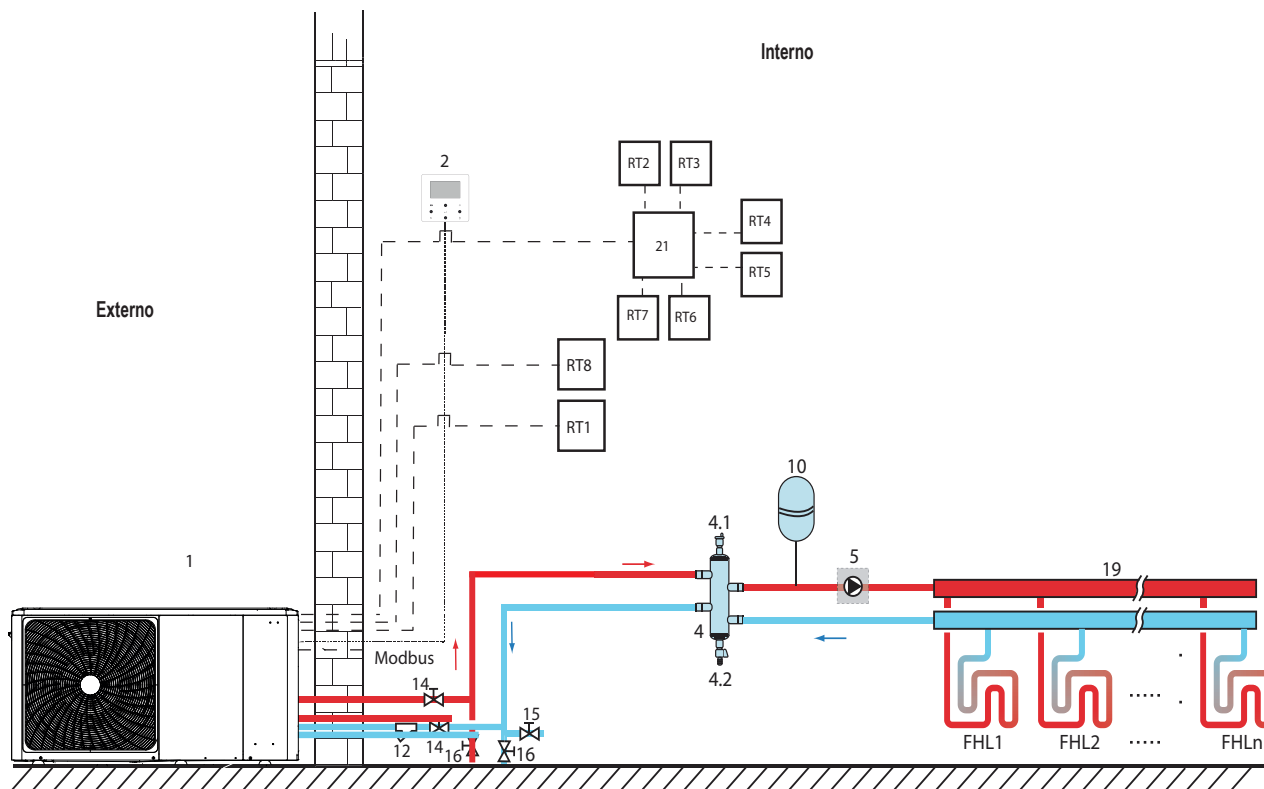 Interno
2
RT2
RT3
RT4
21
RT5
RT7
RT6
Externo
RT8
RT1
10
4.1
5
1
19
4
Modbus
4.2
14
15
12
14
16
16
.....
FHL1
FHL2
.....
FHLn